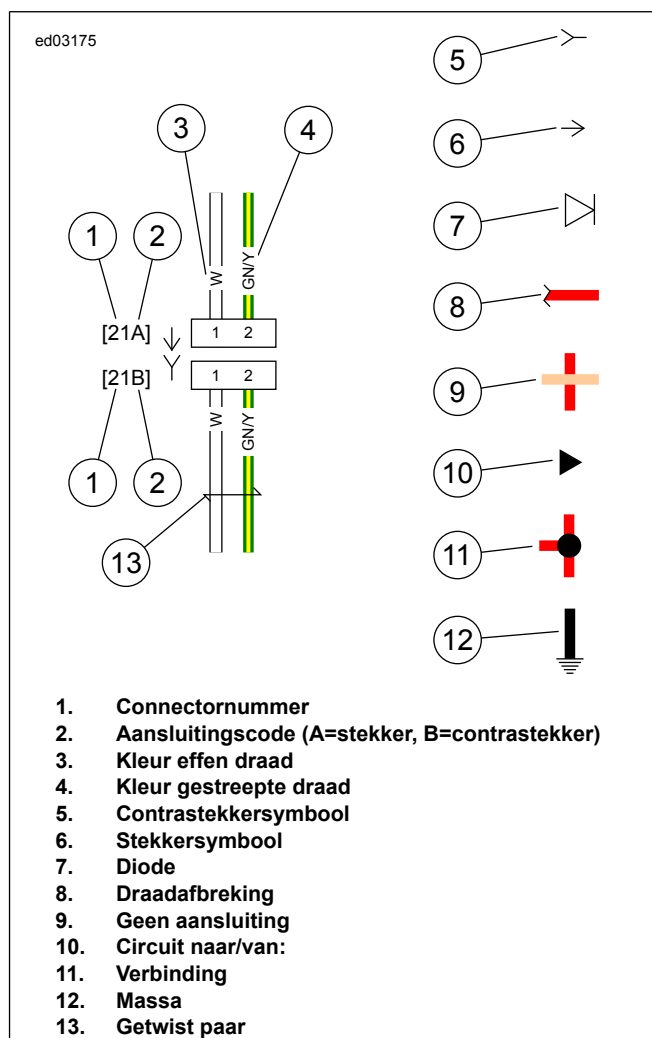 ed03175
5
3
4
6
1
2
7
W
GN/Y
[21A]
1
2
8
[21B]
1
2
9
W
GN/Y
1
2
10
13
11
12
1. Connectornummer
2. Aansluitingscode (A=stekker, B=contrastekker)
3. Kleur effen draad
4. Kleur gestreepte draad
5. Contrastekkersymbool
6. Stekkersymbool
7. Diode
8. Draadafbreking
9. Geen aansluiting
10. Circuit naar/van:
11. Verbinding
12. Massa
13. Getwist paar